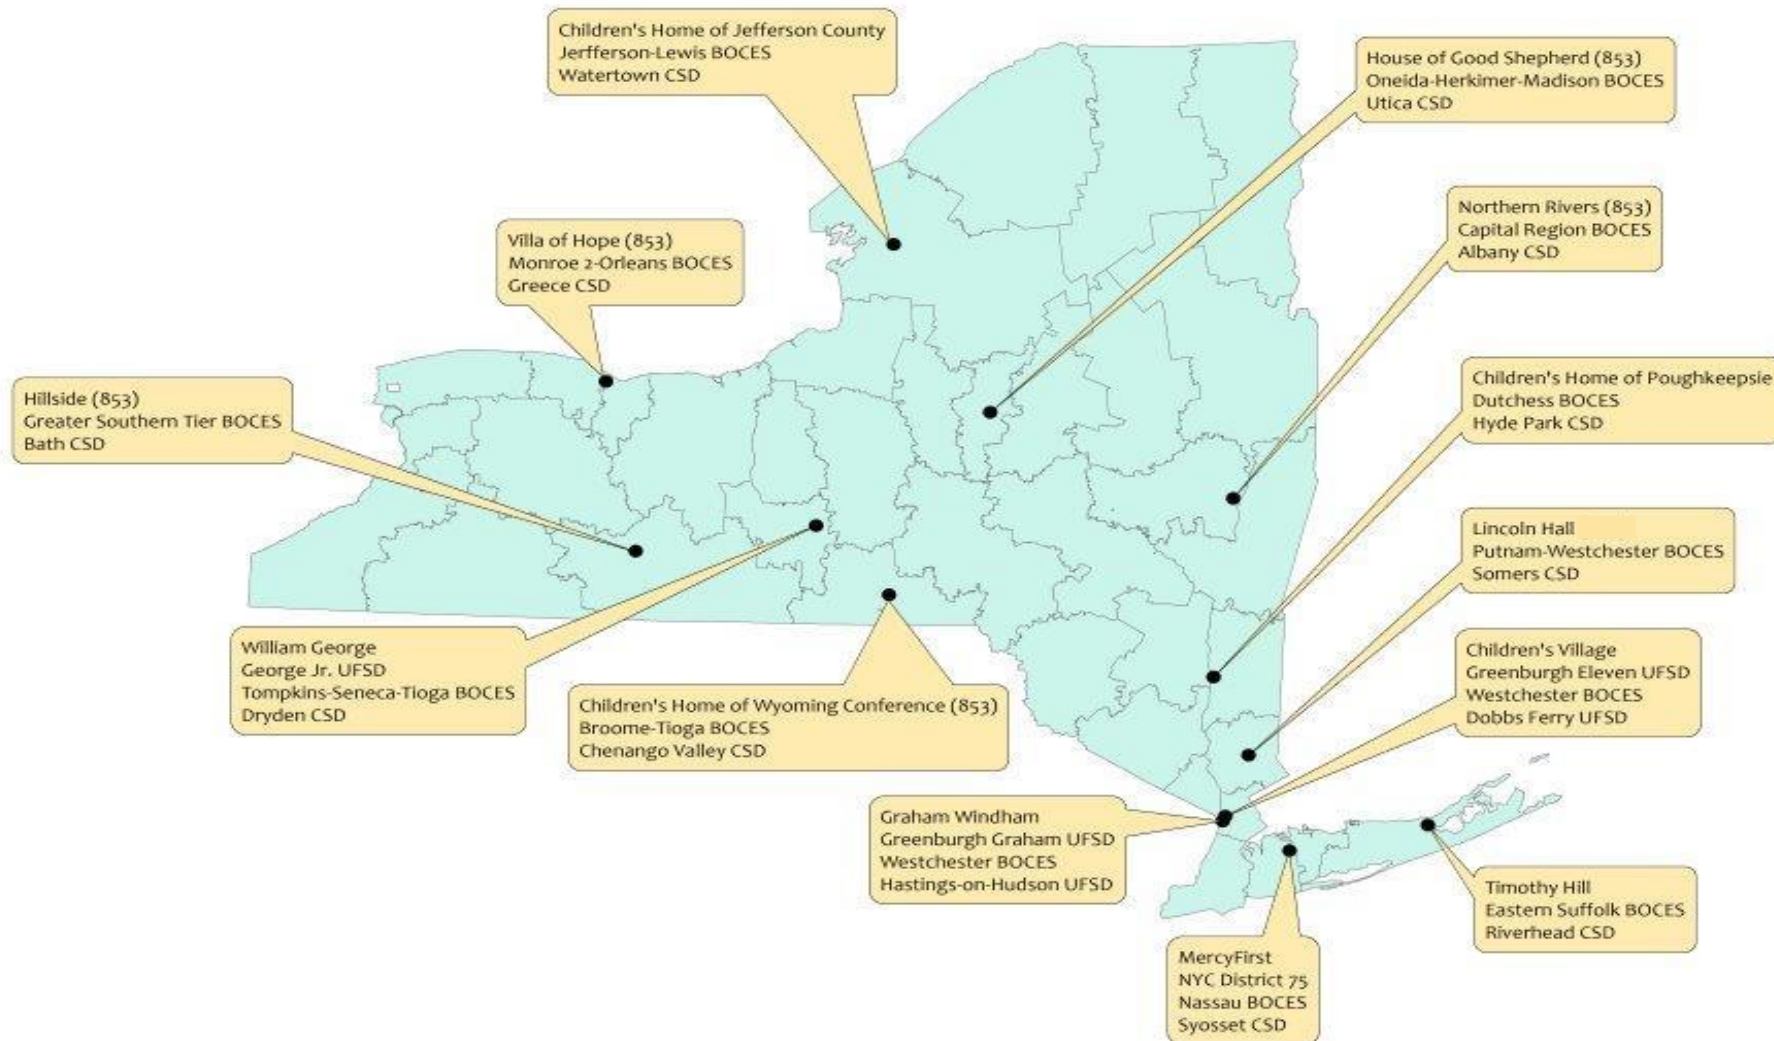 Children's Home of Jefferson County
Jerfferson-Lewis BOCES
Watertown CSD
House of Good Shepherd (853)
Oneida-Herkimer-Madison BOCES
Utica CSD
Northern Rivers (853)
Capital Region BOCES
Albany CSD
Villa of Hope (853)
Monroe 2-Orleans BOCES
Greece CSD
Hillside (853)
Greater Southern Tier BOCES
Bath CSD
Children's Home of Poughkeepsie
Dutchess BOCES
Hyde Park CSD
Lincoln Hall
Putnam-Westchester BOCES
Somers CSD
William George
George Jr. UFSD
Tompkins-Seneca-Tioga BOCES
Dryden CSD
Children's Home of Wyoming Conference (853)
Broome-Tioga BOCES
Chenango Valley CSD
Children's Village
Greenburgh Eleven UFSD
Westchester BOCES
Dobbs Ferry UFSD
Graham Windham
Greenburgh Graham UFSD
Westchester BOCES
Hastings-on-Hudson UFSD
Timothy Hill
Eastern Suffolk BOCES
Riverhead CSD
MercyFirst
NYC District 75
Nassau BOCES
Syosset CSD